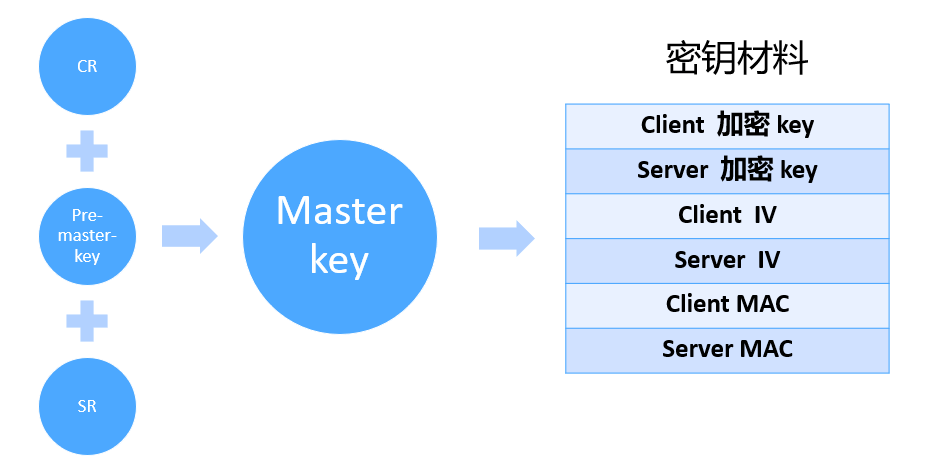 CR
Pre-
master-
key
SR
Master
key
密钥材料
Client 加密 key
Server 加密 key
Client IV
Server IV
Client MAC
Server MAC